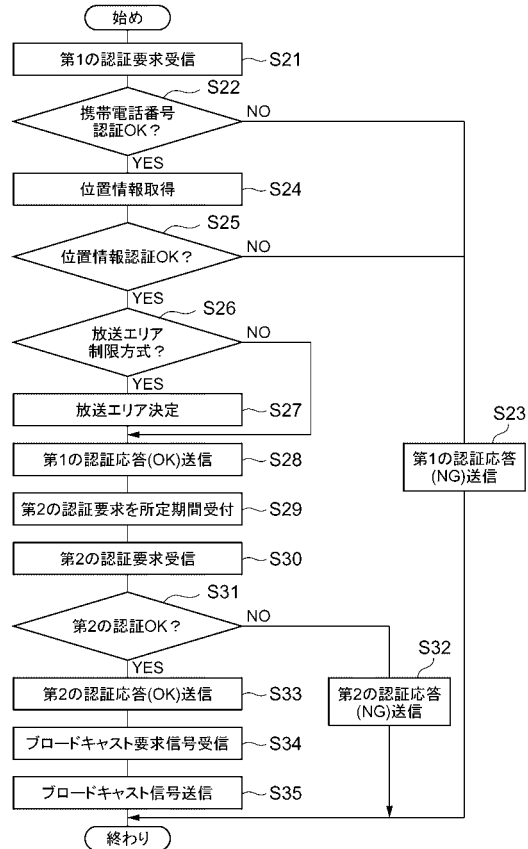 始め
第1の認証要求受信
S21
S22
携帯電話番号
認証OK？
NO
YES
位置情報取得
S24
S25
位置情報認証OK？
NO
YES
S26
放送エリア
制限方式？
NO
YES
放送エリア決定
S27
S23
第1の認証応答
(NG)送信
第1の認証応答(OK)送信
S28
第2の認証要求を所定期間受付
S29
第2の認証要求受信
S30
S31
第2の認証OK？
NO
YES
S32
第2の認証応答
(NG)送信
第2の認証応答(OK)送信
S33
ブロードキャスト要求信号受信
S34
ブロードキャスト信号送信
S35
終わり